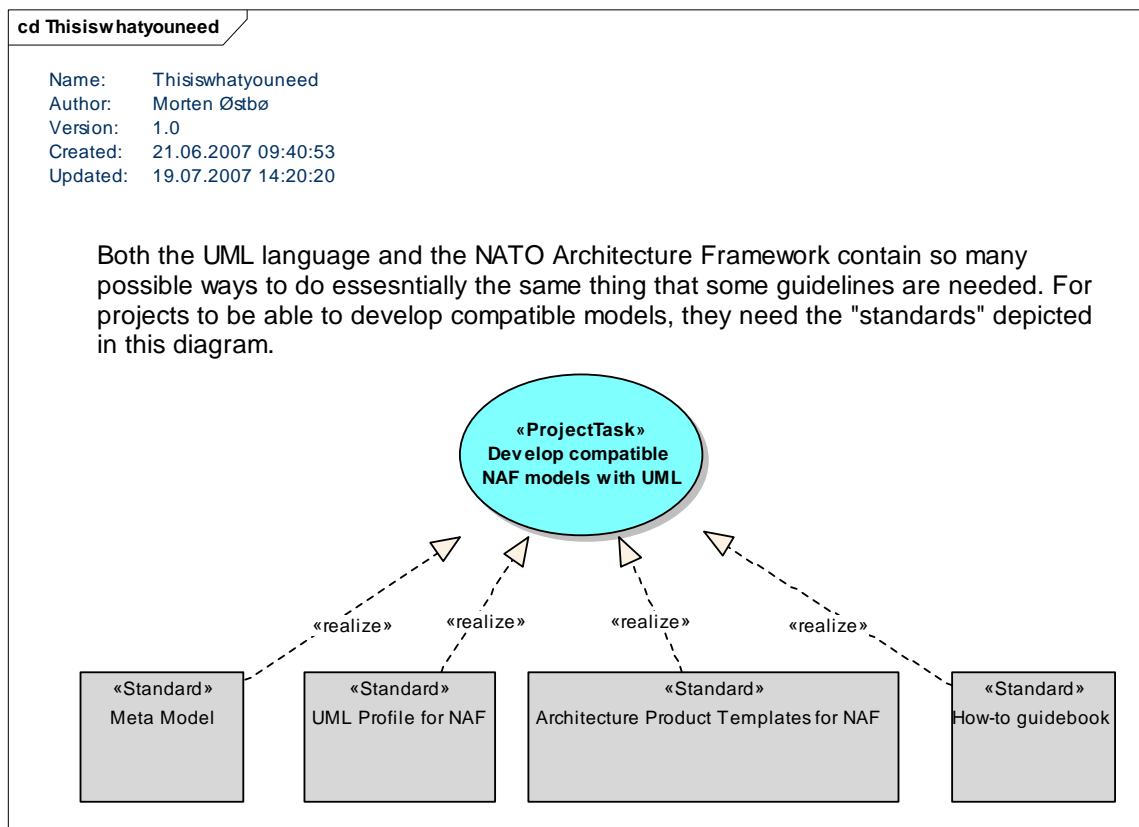 cd Thisiswhatyouneed
Name: Thisiswhatyouneed
Author: Morten Østbø
Version: 1.0
Created: 21.06.2007 09:40:53
Updated: 19.07.2007 14:20:20
Both the UML language and the NATO Architecture Framework contain so many
possible ways to do essesntially the same thing that some guidelines are needed. For
projects to be able to develop compatible models, they need the "standards" depicted
in this diagram.
«ProjectTask»
Develop compatible
NAF models with UML
«realize» «realize» «realize» «realize»
«Standard»
Meta Model
«Standard»
UML Profile for NAF
«Standard»
Architecture Product Templates for NAF
«Standard»
How-to guidebook